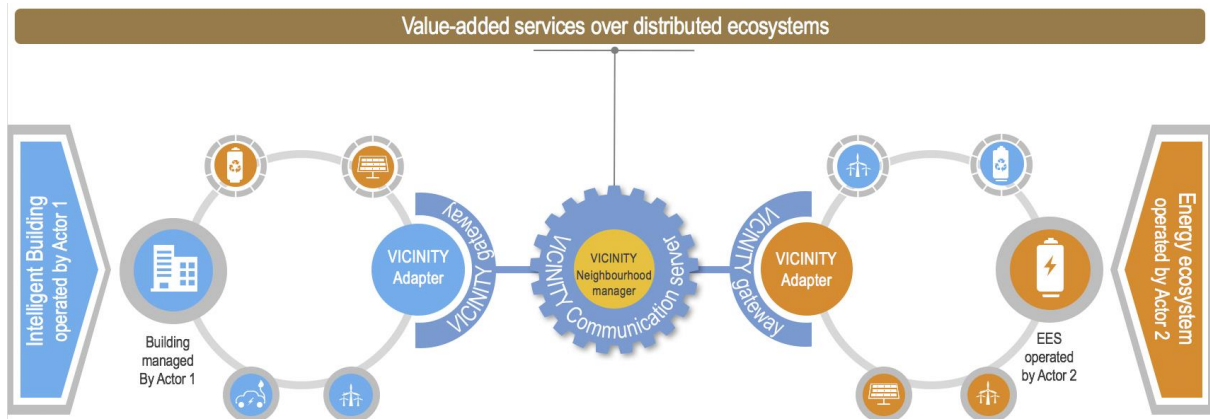 Value-added services over distributed ecosystems
Intelligent Building
operated by Actor 1
Building
managed
By Actor 1
VICINITY
Adapter
VICINITY gateway
VICINITY Communication server
VICINITY
Neighbourhood
manager
VICINITY gateway
VICINITY
Adapter
EES
operated
by Actor 2
Energy ecosystem
operated by Actor 2